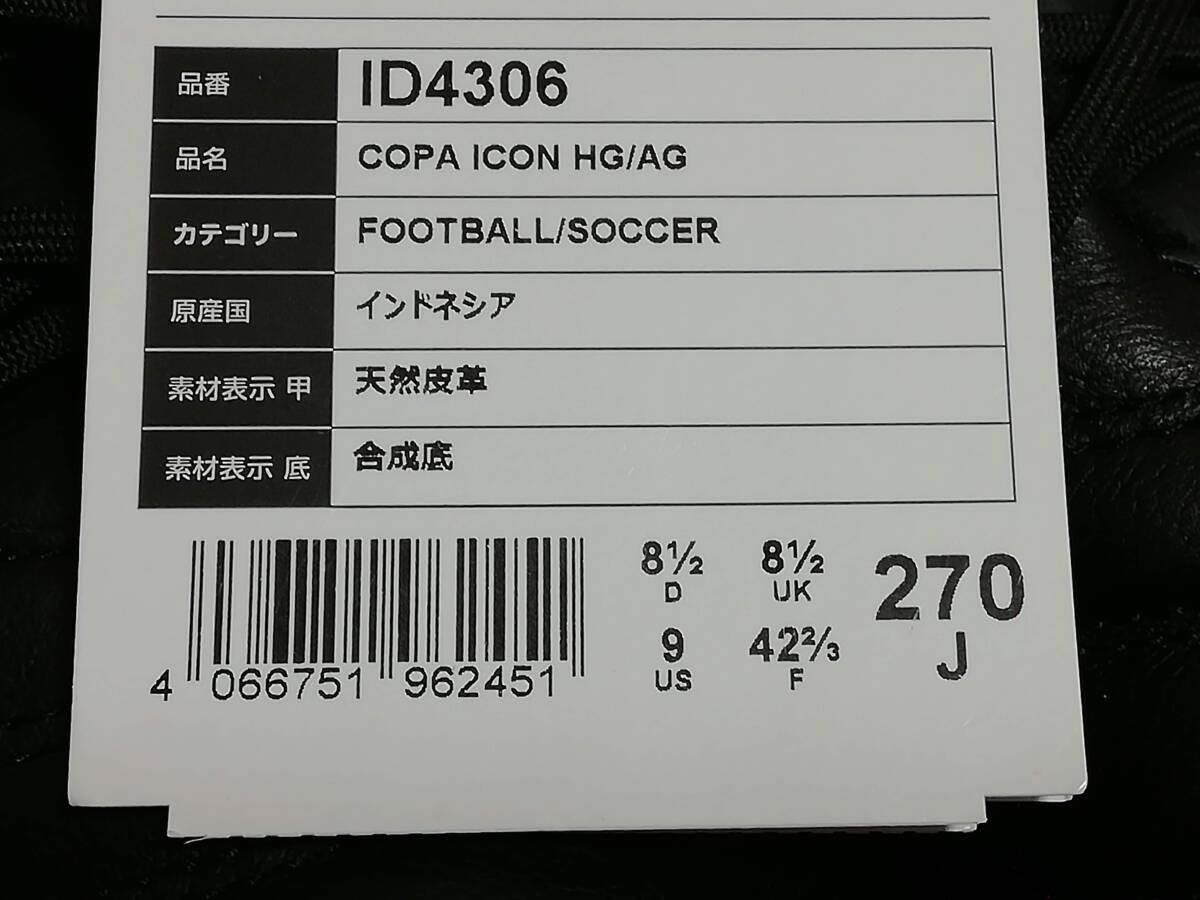 品番 ID4306
品名 COPA ICON HG/AG
カテゴリー FOOTBALL/SOCCER
原産国 インドネシア
素材表示 甲 天然皮革
素材表示 底 合成底
8½ 8½ 270
D UK
9 42⅔ J
US F
4 066751 962451